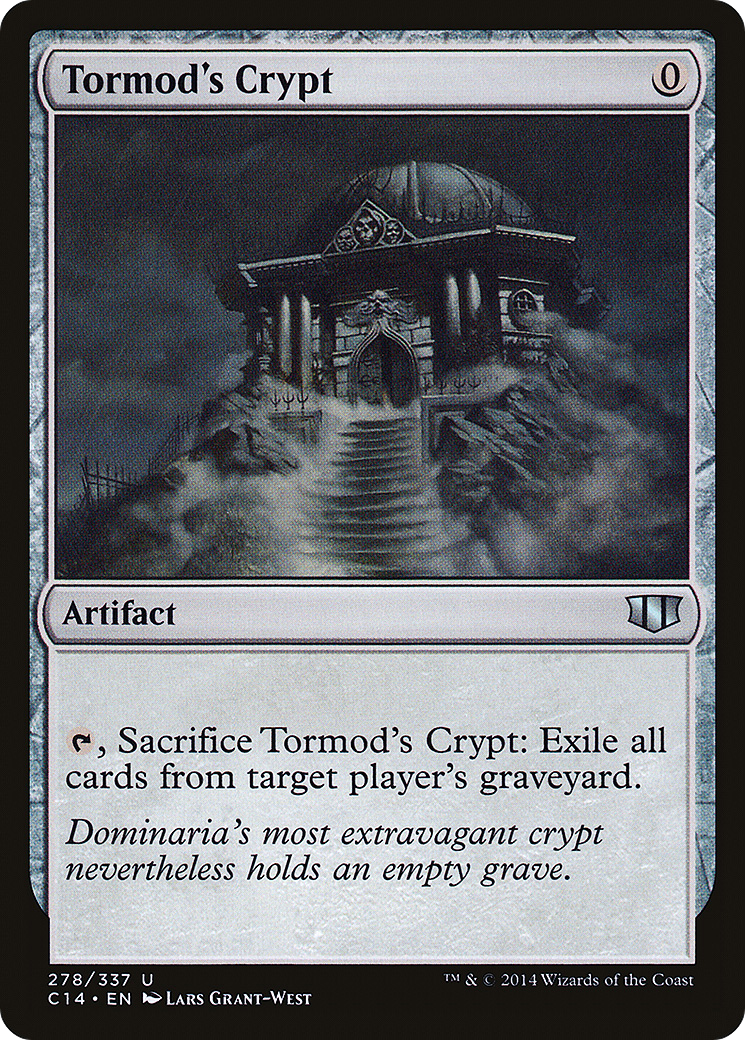 Tormod's Crypt 0
Artifact
, Sacrifice Tormod's Crypt: Exile all
cards from target player's graveyard.
Dominaria's most extravagant crypt
nevertheless holds an empty grave.
278/337 U
™ & © 2014 Wizards of the Coast
C14 • EN Lars Grant-West